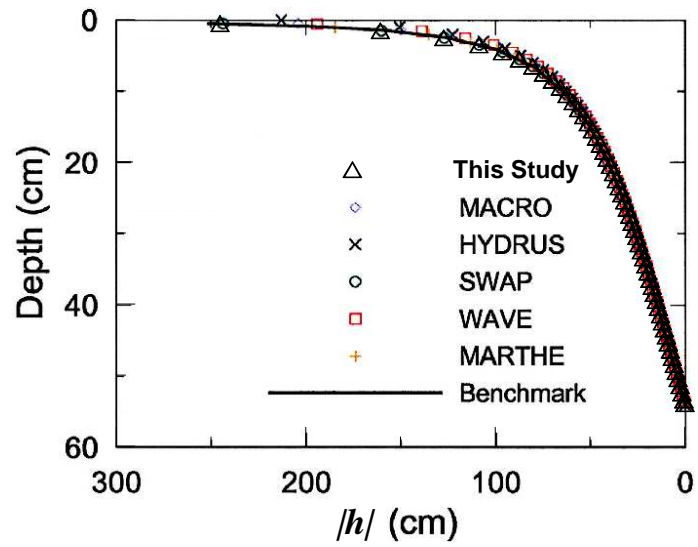 0
20
40
60
Depth (cm)
This Study
MACRO
HYDRUS
SWAP
WAVE
MARTHE
Benchmark
300
200
100
0
|h| (cm)